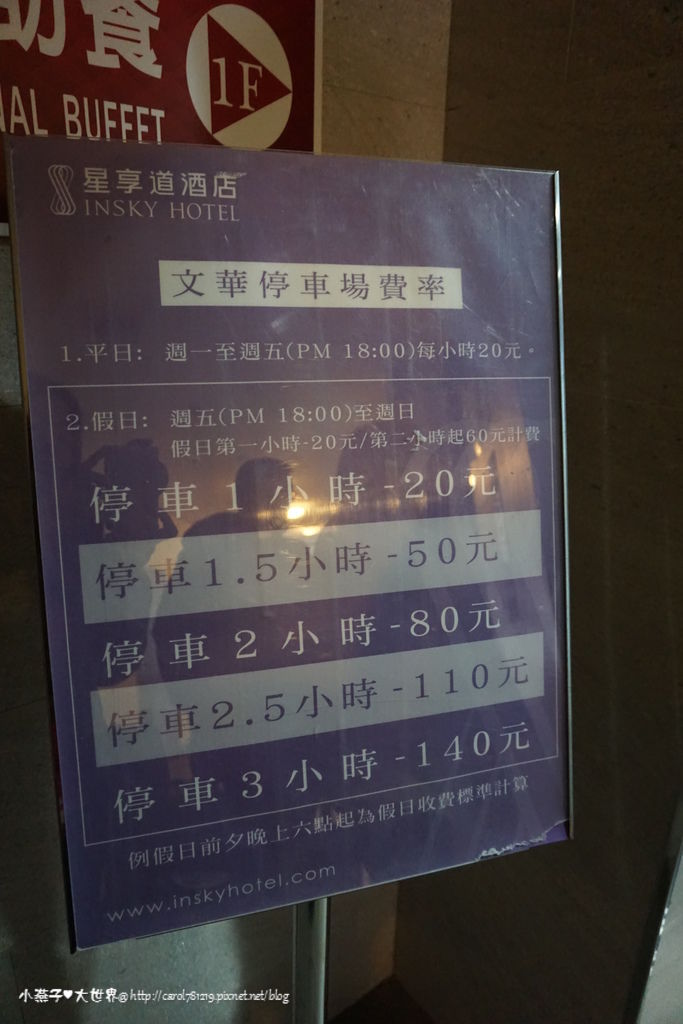 助餐
NAL BUFFET
1F
星享道酒店
INSKY HOTEL
文華停車場費率
1.平日: 週一至週五(PM 18:00)每小時20元。
2.假日: 週五(PM 18:00)至週日
假日第一小時-20元/第二小時起60元計費
停車1小時-20元
停車1.5小時-50元
停車2小時-80元
停車2.5小時-110元
停車3小時-140元
例假日前夕晚上六點起為假日收費標準計算
www.inskyhotel.com
小燕子♥大世界@http://carol781219.pixnet.net/blog